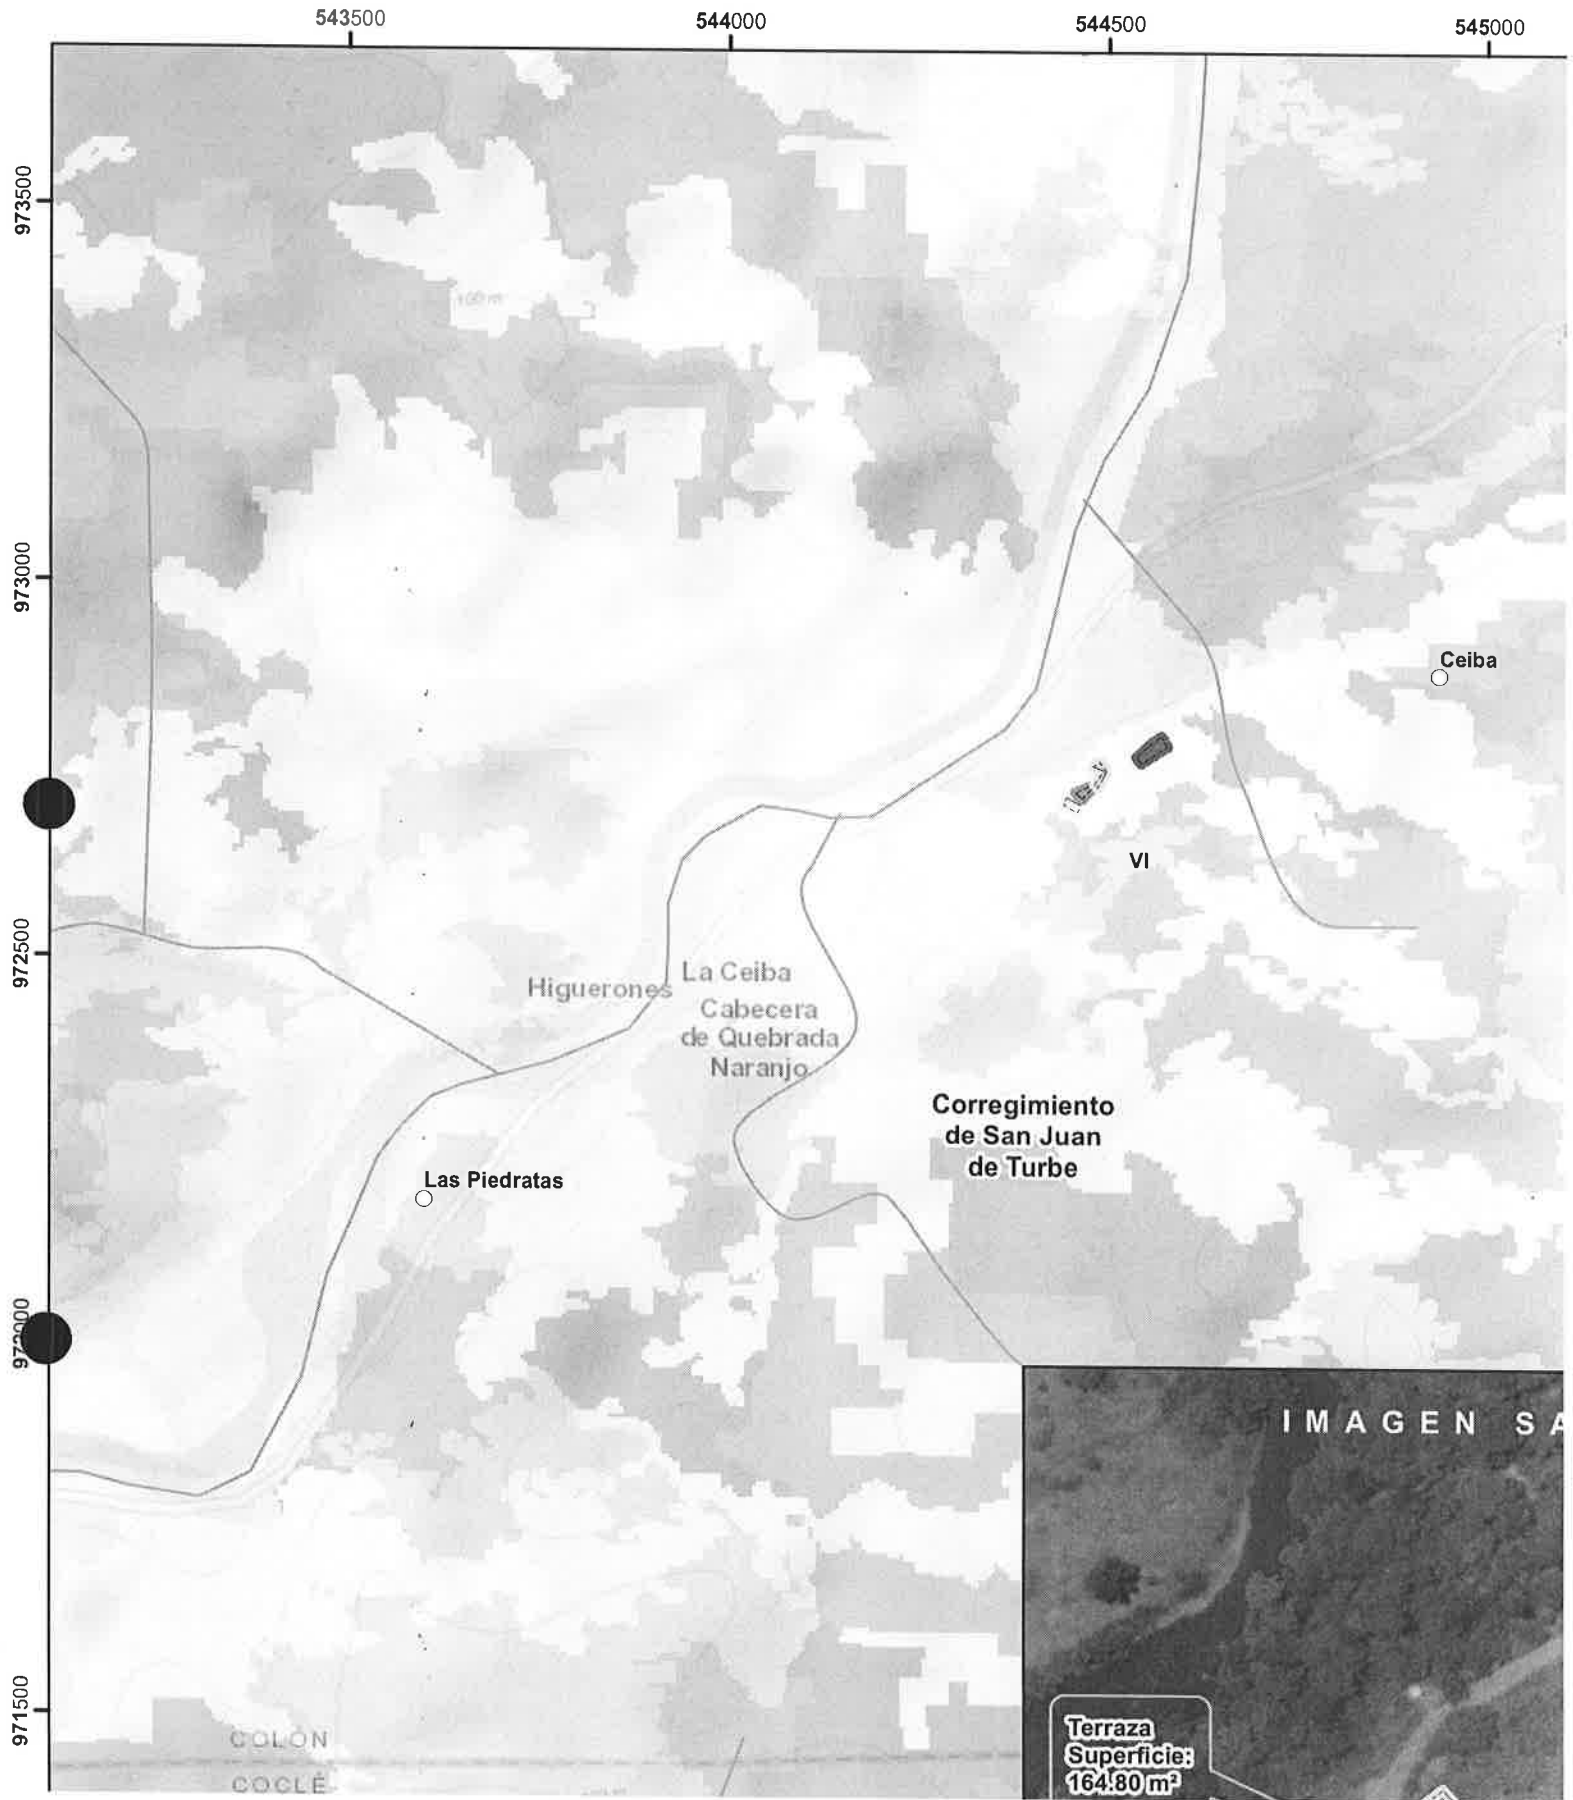 543500
544000
544500
545000
973500
100 m
973000
Ceiba
VI
972500
Higuerones
La Ceiba
Cabecera
de Quebrada
Naranjo
Corregimiento
de San Juan
de Turbe
Las Piedratas
972000
IMAGEN SA
971500
COLÓN
COCLÉ
Terraza
Superficie:
164.80 m²